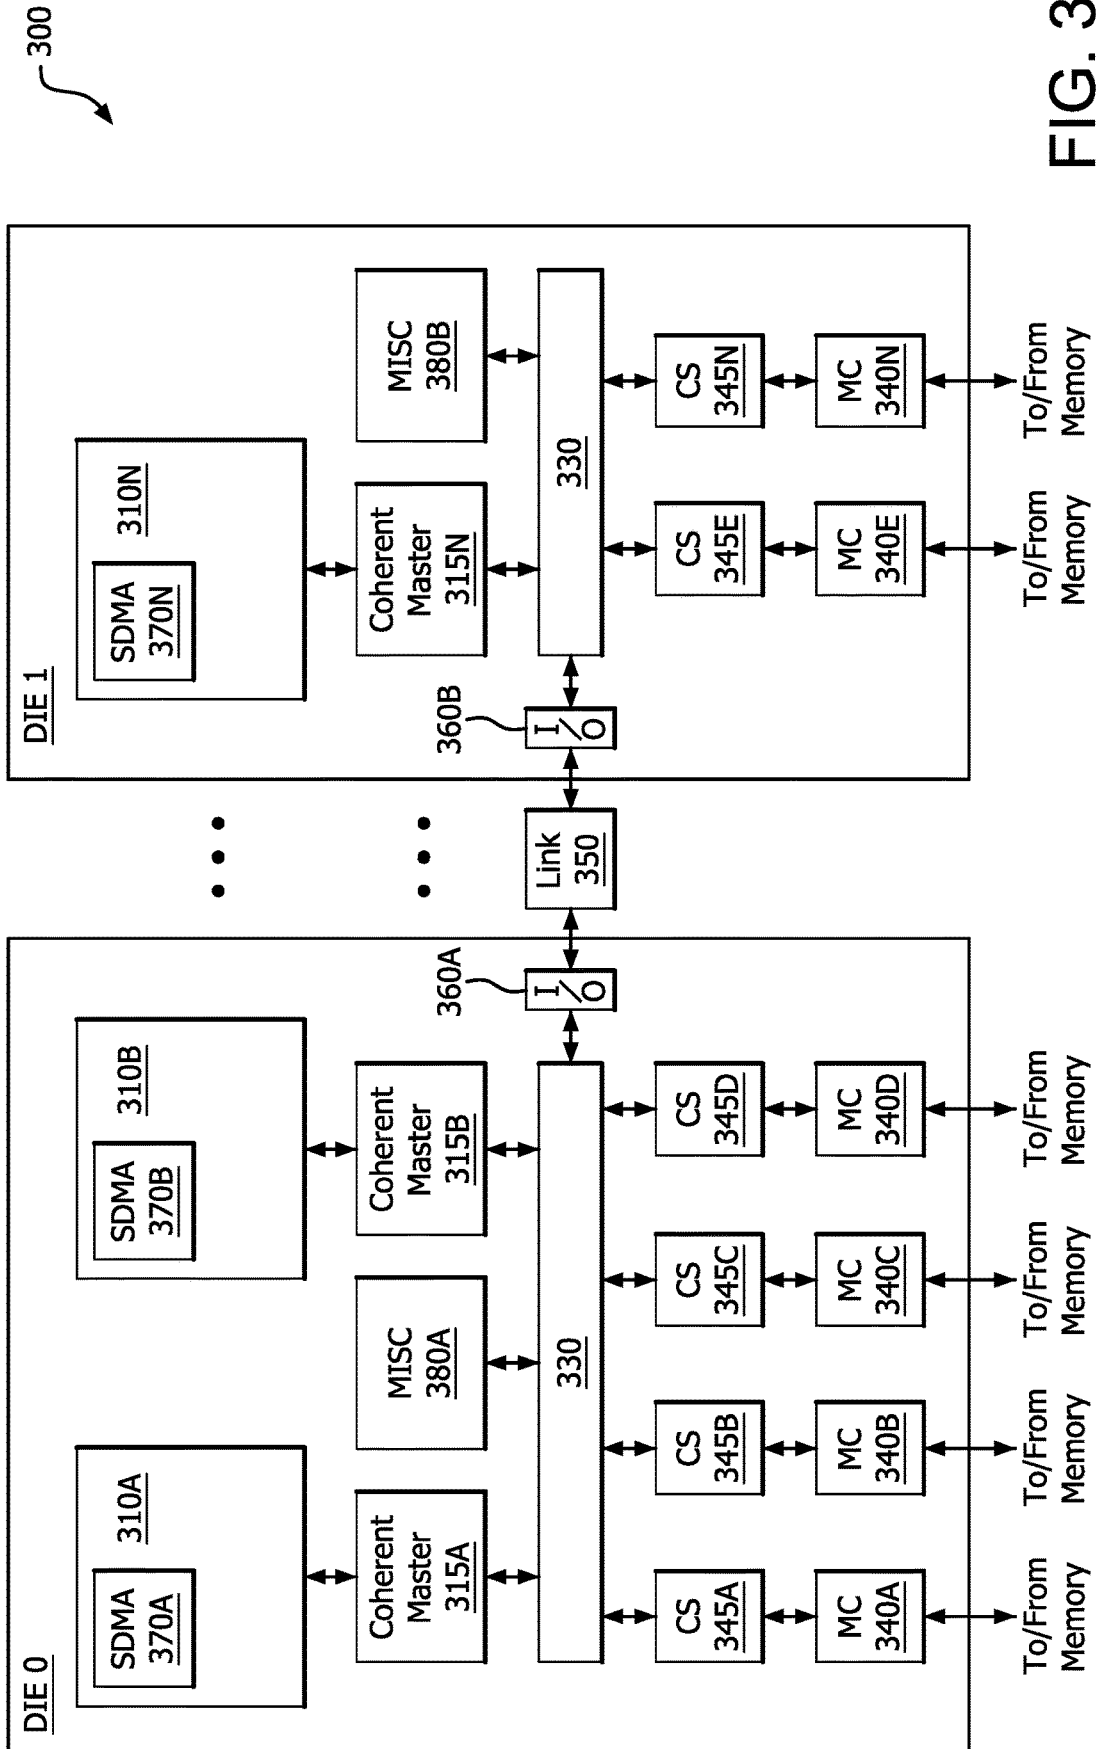 300
DIE 0
310A
SDMA
370A
310B
SDMA
370B
Coherent
Master
315A
MISC
380A
Coherent
Master
315B
330
360A
I/O
CS
345A
CS
345B
CS
345C
CS
345D
MC
340A
MC
340B
MC
340C
MC
340D
To/From
Memory
To/From
Memory
To/From
Memory
To/From
Memory
Link
350
DIE 1
310N
SDMA
370N
Coherent
Master
315N
MISC
380B
360B
I/O
330
CS
345E
CS
345N
MC
340E
MC
340N
To/From
Memory
To/From
Memory
FIG. 3